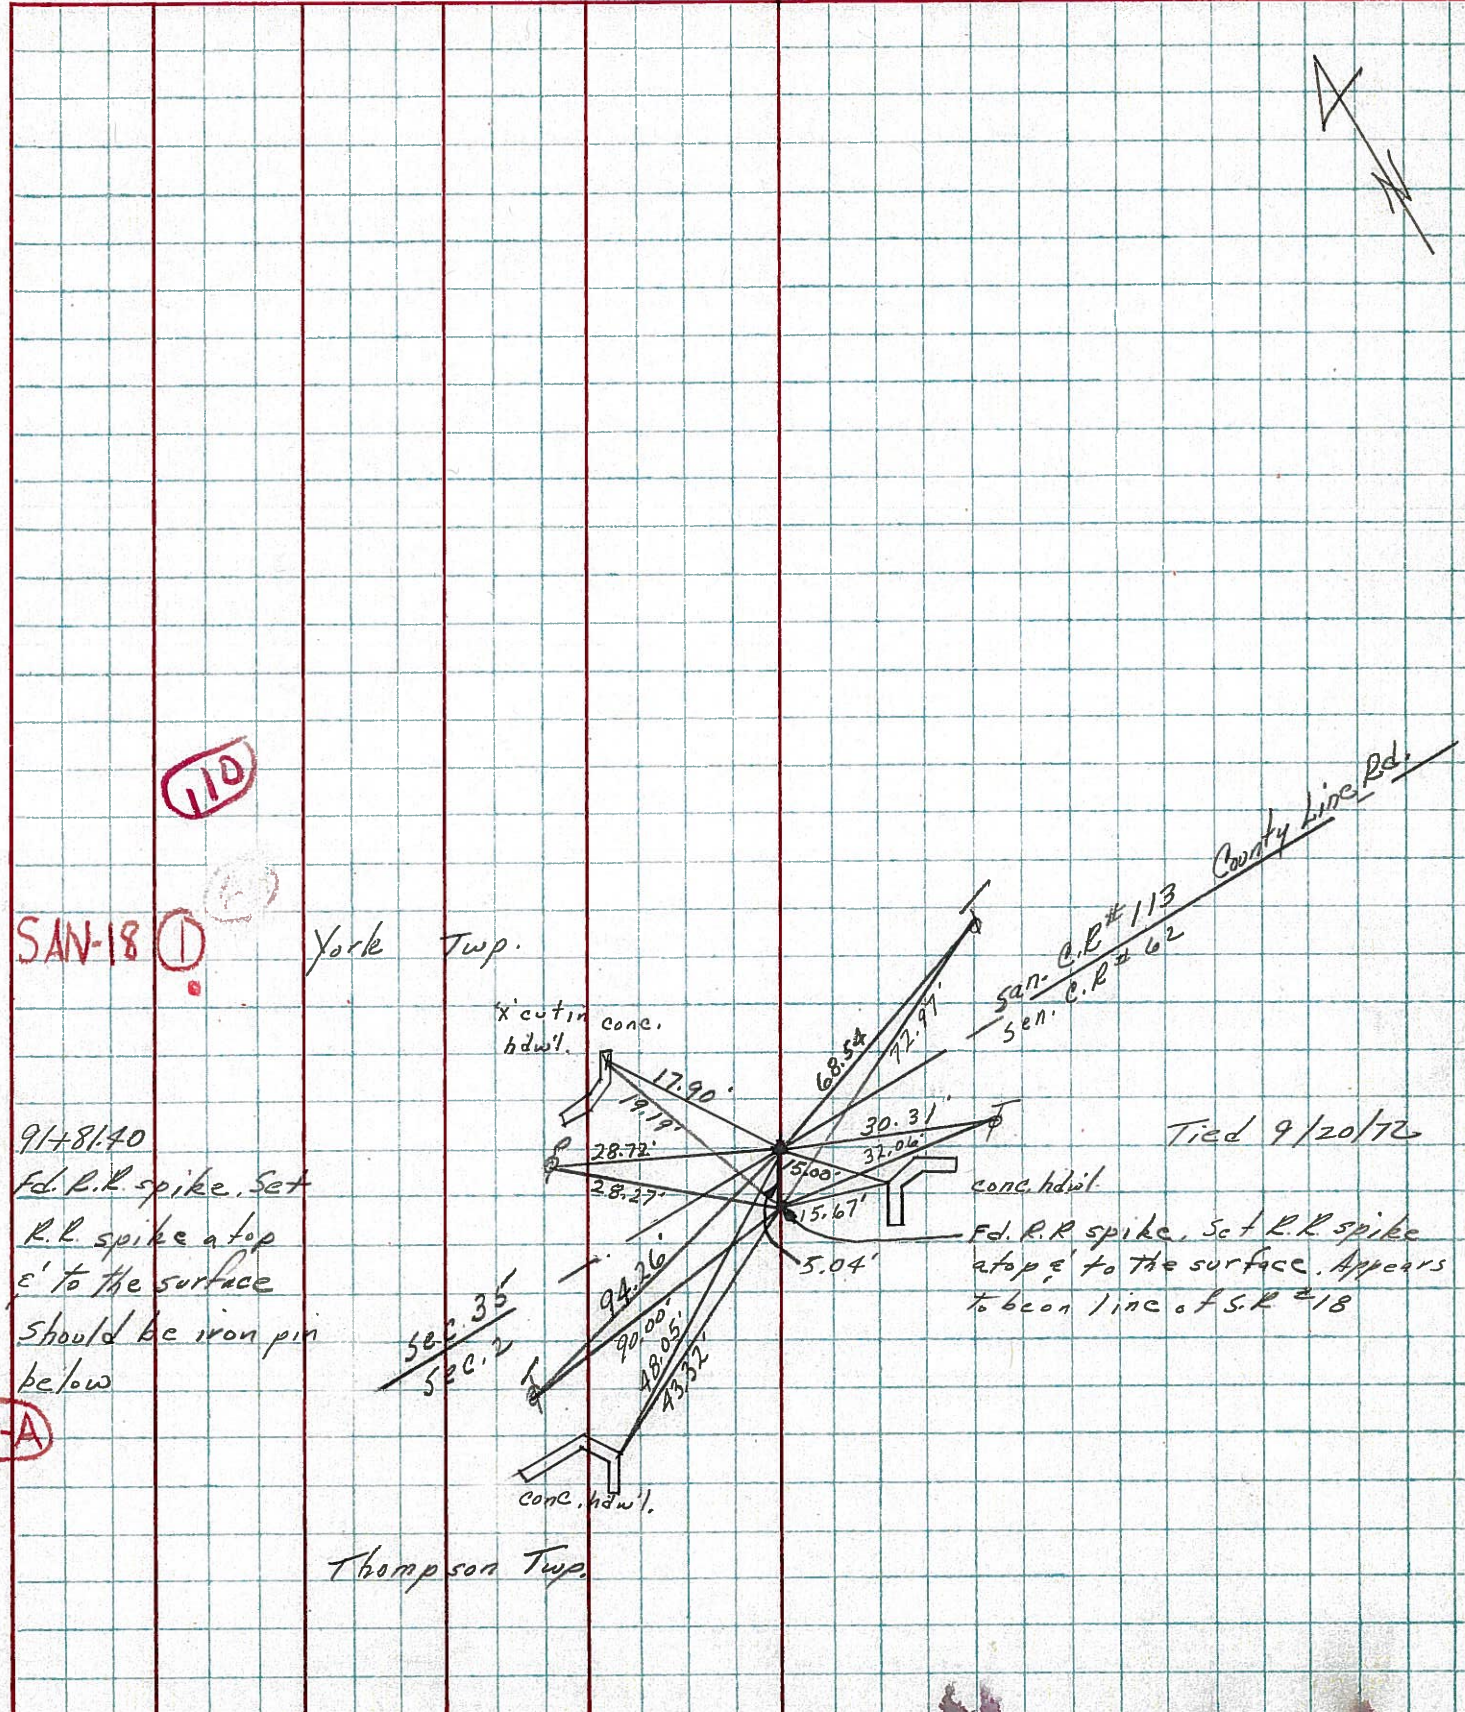 N
110
SAN-18 1
York Twp.
County Line Rd.
San. C.R # 113
Sen. C.R # 62
'x' cut in conc.
hdw'l.
68.54
72.97'
17.90'
19.19'
30.31'
32.06'
28.72'
28.27'
15.00'
15.67'
5.04'
94.26'
90.00'
48.05'
43.32'
91+81.40
Fd. R.R. spike. Set
R.R. spike atop
&' to the surface
should be iron pin
below
-A
Tied 9/20/72
conc. hdw'l.
Fd. R.R spike. Set R.R. spike
atop &' to the surface. Appears
to be on line of S.R #18
Sec. 35
Sec. 2
conc. hdw'l.
Thompson Twp.